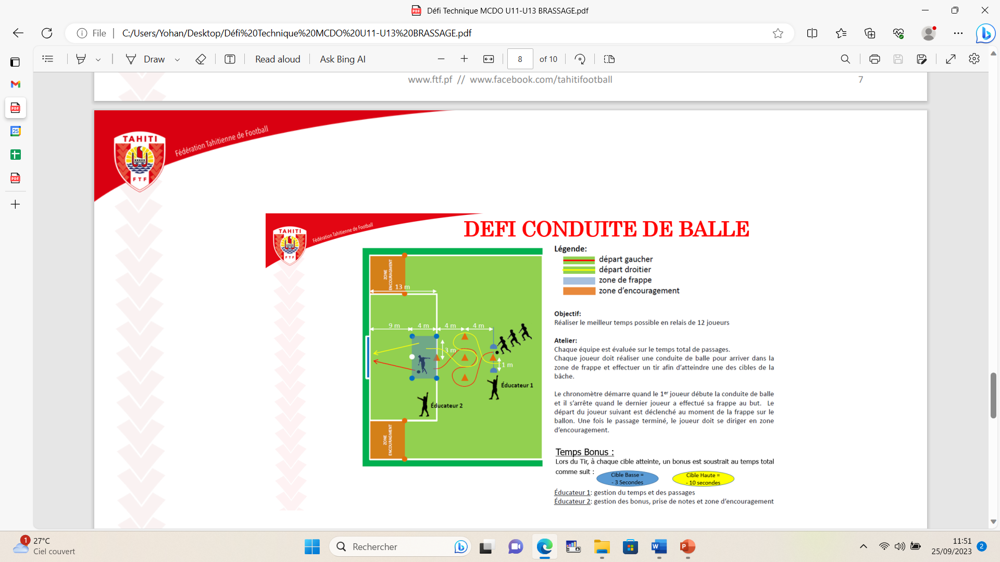 Défi Technique MCDO U11-U13 BRASSAGE.pdf
File
C:/Users/Yohan/Desktop/Défi%20Technique%20MCDO%20U11-U13%20BRASSAGE.pdf
Draw
Read aloud
Ask Bing AI
8
of 10
www.ftf.pf // www.facebook.com/tahitifootball
7
TAHITI
FTF
Fédération Tahitienne de Football
TAHITI
FTF
Fédération Tahitienne de Football
DEFI CONDUITE DE BALLE
ZONE
ENCOURAGMENT
13 m
9 m
4 m
4 m
4 m
3 m
1 m
Éducateur 1
Éducateur 2
ZONE
ENCOURAGMENT
Légende:
départ gaucher
départ droitier
zone de frappe
zone d'encouragement
Objectif:
Réaliser le meilleur temps possible en relais de 12 joueurs
Atelier:
Chaque équipe est évaluée sur le temps total de passages.
Chaque joueur doit réaliser une conduite de balle pour arriver dans la
zone de frappe et effectuer un tir afin d'atteindre une des cibles de la
bâche.
Le chronomètre démarre quand le 1er joueur débute la conduite de balle
et il s'arrête quand le dernier joueur a effectué sa frappe au but. Le
départ du joueur suivant est déclenché au moment de la frappe sur le
ballon. Une fois le passage terminé, le joueur doit se diriger en zone
d'encouragement.
Temps Bonus :
Lors du Tir, à chaque cible atteinte, un bonus est soustrait au temps total
comme suit :
Cible Basse =
- 3 Secondes
Cible Haute =
- 10 secondes
Éducateur 1: gestion du temps et des passages
Éducateur 2: gestion des bonus, prise de notes et zone d'encouragement
1
27°C
Ciel couvert
Rechercher
11:51
25/09/2023
2